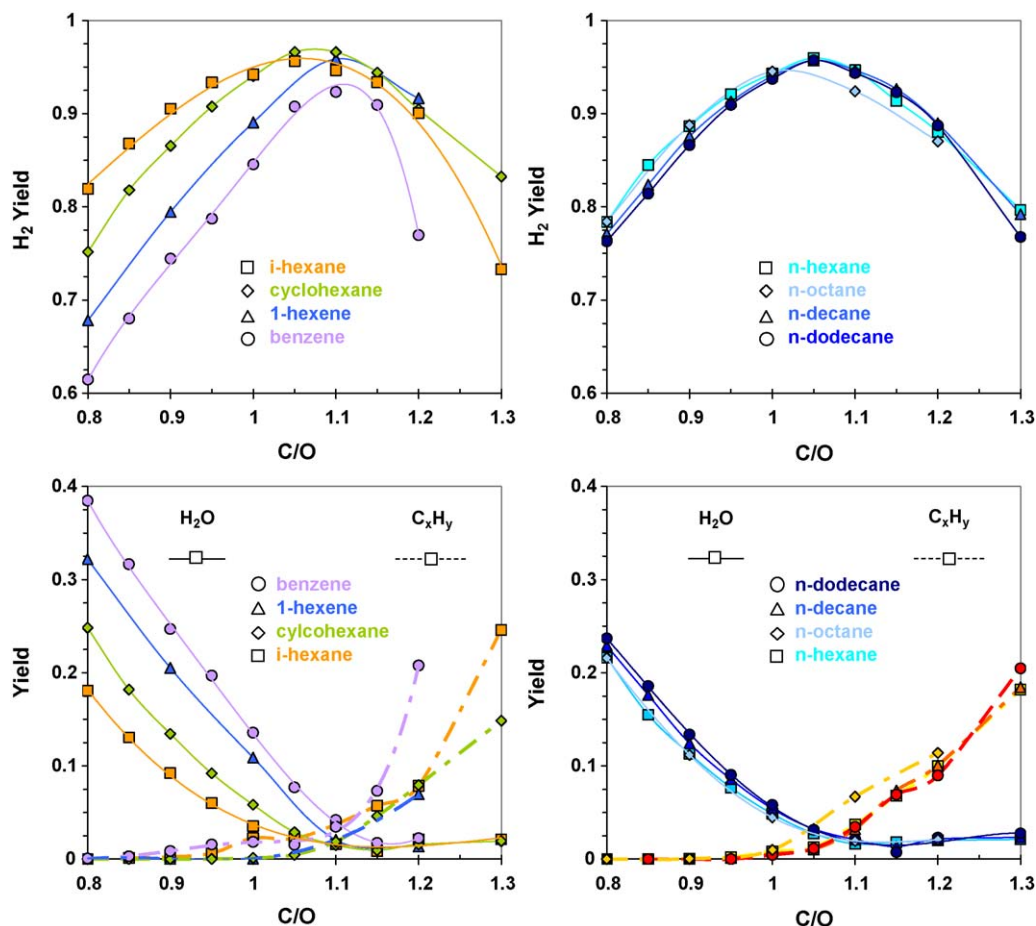 1
0.9
0.8
0.7
0.6
H2 Yield
i-hexane
cyclohexane
1-hexene
benzene
0.8 0.9 1 1.1 1.2 1.3
C/O
1
0.9
0.8
0.7
0.6
H2 Yield
n-hexane
n-octane
n-decane
n-dodecane
0.8 0.9 1 1.1 1.2 1.3
C/O
0.4
0.3
0.2
0.1
0
Yield
H2O CxHy
benzene
1-hexene
cylcohexane
i-hexane
0.8 0.9 1 1.1 1.2 1.3
C/O
0.4
0.3
0.2
0.1
0
Yield
H2O CxHy
n-dodecane
n-decane
n-octane
n-hexane
0.8 0.9 1 1.1 1.2 1.3
C/O